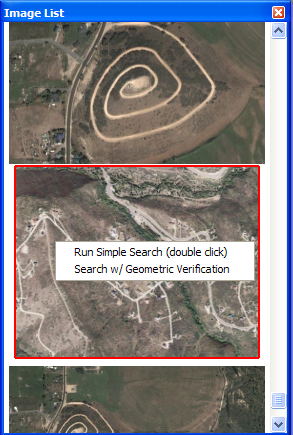 Image List
Run Simple Search (double click)
Search w/ Geometric Verification